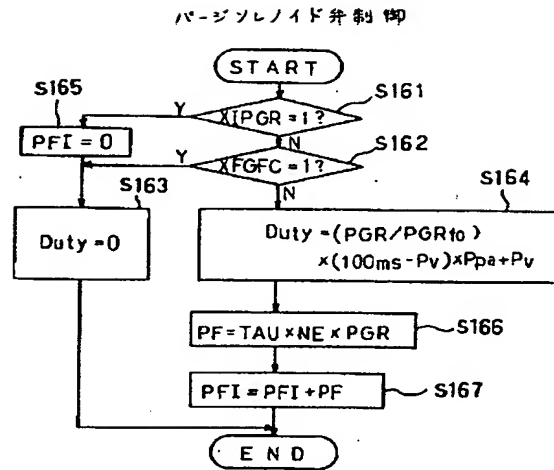 パージソレノイド弁制御
START
S165
S161
XIPGR=1?
Y
N
PFI=0
S162
XFGFC=1?
Y
N
S163
S164
Duty=0
Duty=(PGR/PGRfo)
×(100ms-Pv)×Ppa+Pv
PF=TAU×NE×PGR
S166
PFI=PFI+PF
S167
END